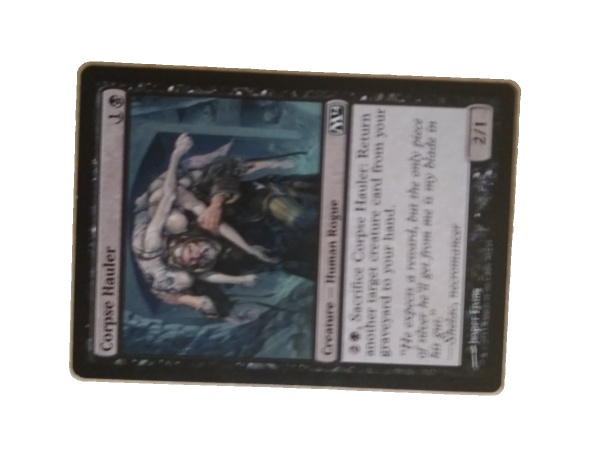 Corpse Hauler
Creature — Human Rogue
M14
, Sacrifice Corpse Hauler: Return
another target creature card from your
graveyard to your hand.
"He expects a reward, but the only piece
of silver he'll get from me is my blade in
his gut."
necromancer
2/1